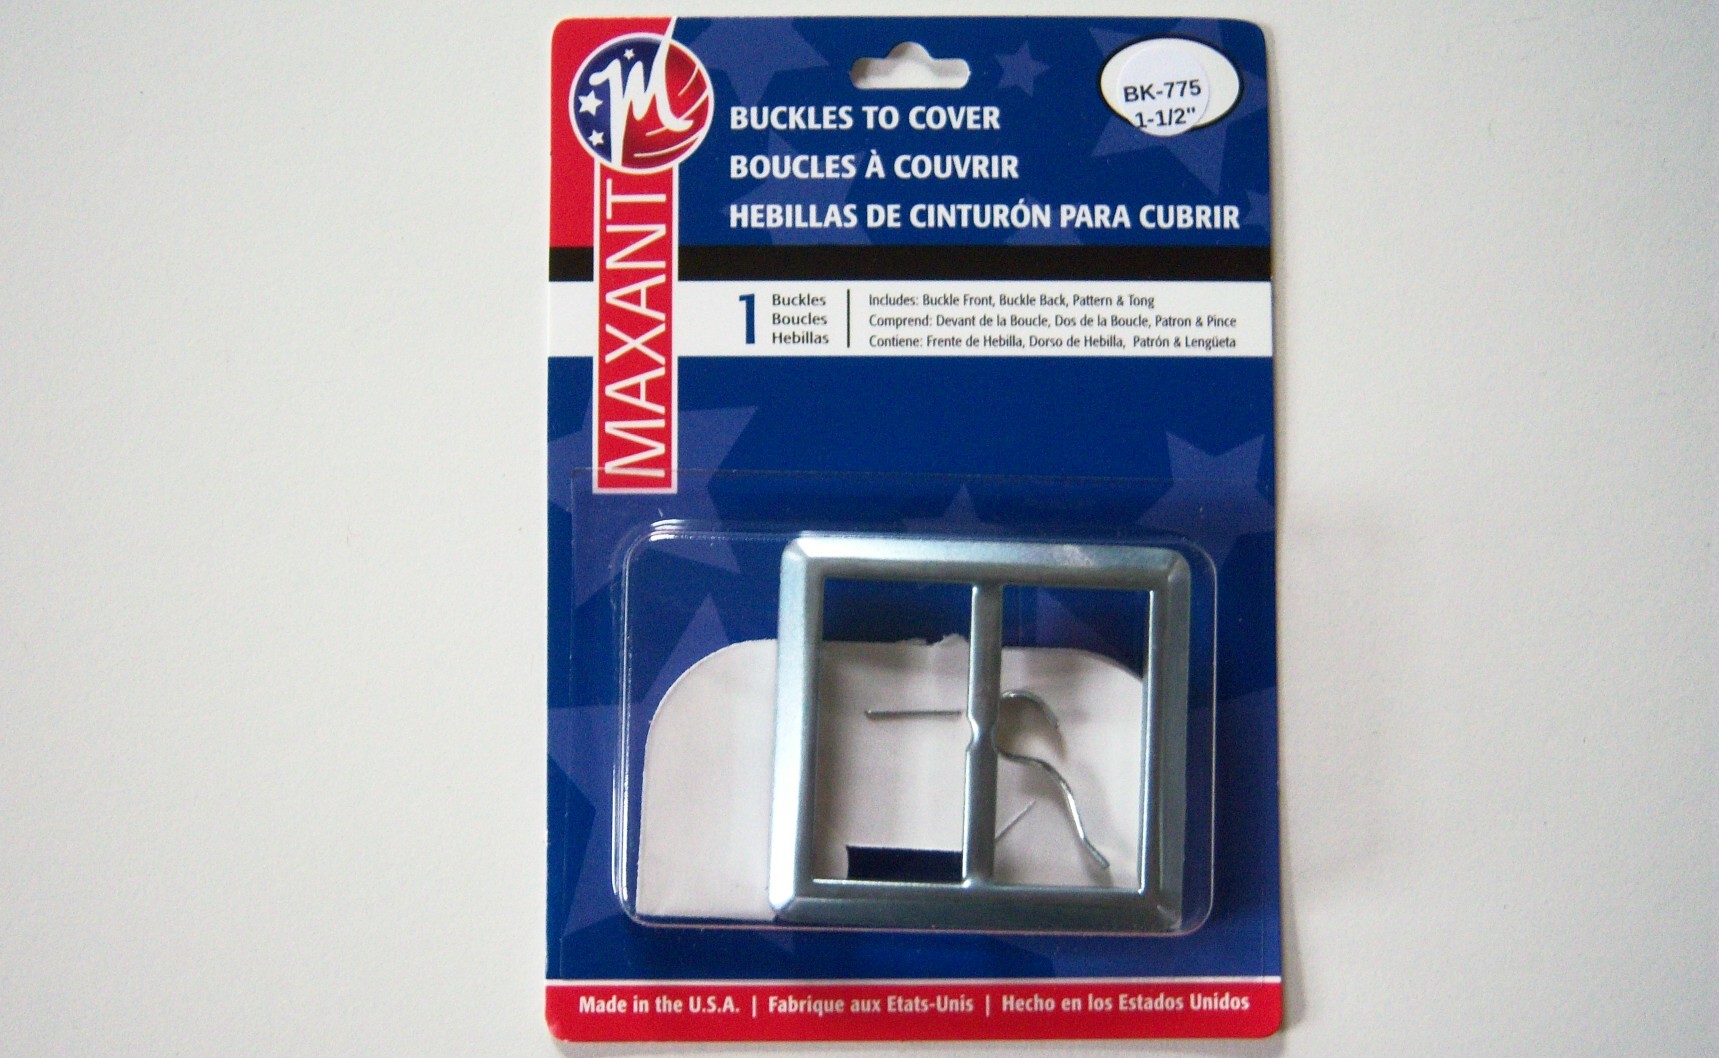 M
MAXANT
BK-775
1-1/2"
BUCKLES TO COVER
BOUCLES À COUVRIR
HEBILLAS DE CINTURÓN PARA CUBRIR
1
Buckles
Boucles
Hebillas
Includes: Buckle Front, Buckle Back, Pattern & Tong
Comprend: Devant de la Boucle, Dos de la Boucle, Patron & Pince
Contiene: Frente de Hebilla, Dorso de Hebilla, Patrón & Lengüeta
Made in the U.S.A. | Fabrique aux Etats-Unis | Hecho en los Estados Unidos